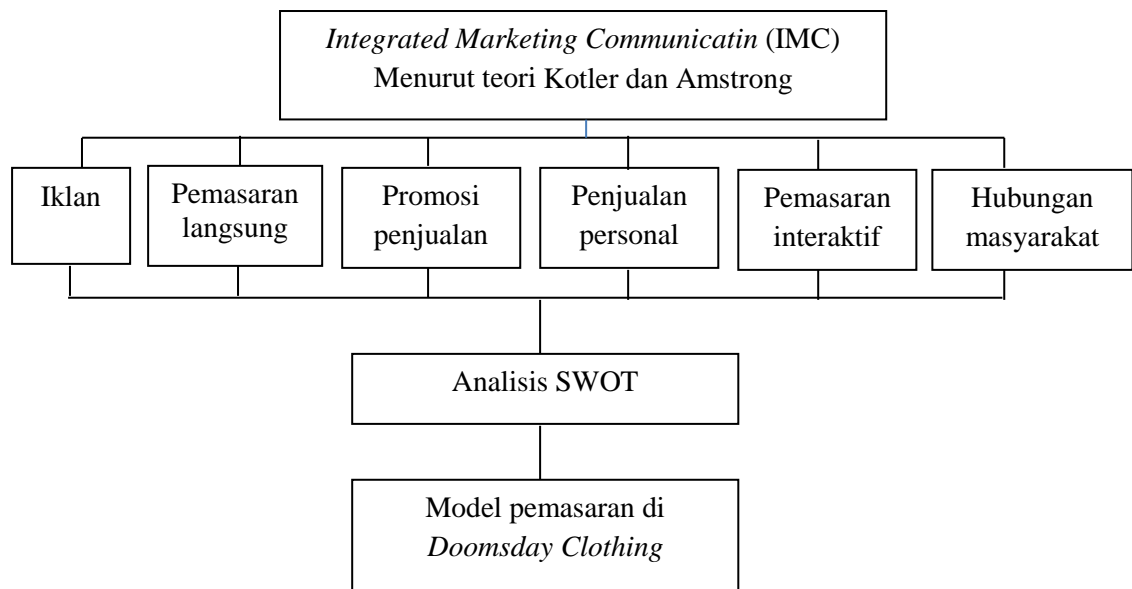 Integrated Marketing Communicatin (IMC)
Menurut teori Kotler dan Amstrong
Iklan
Pemasaran
langsung
Promosi
penjualan
Penjualan
personal
Pemasaran
interaktif
Hubungan
masyarakat
Analisis SWOT
Model pemasaran di
Doomsday Clothing